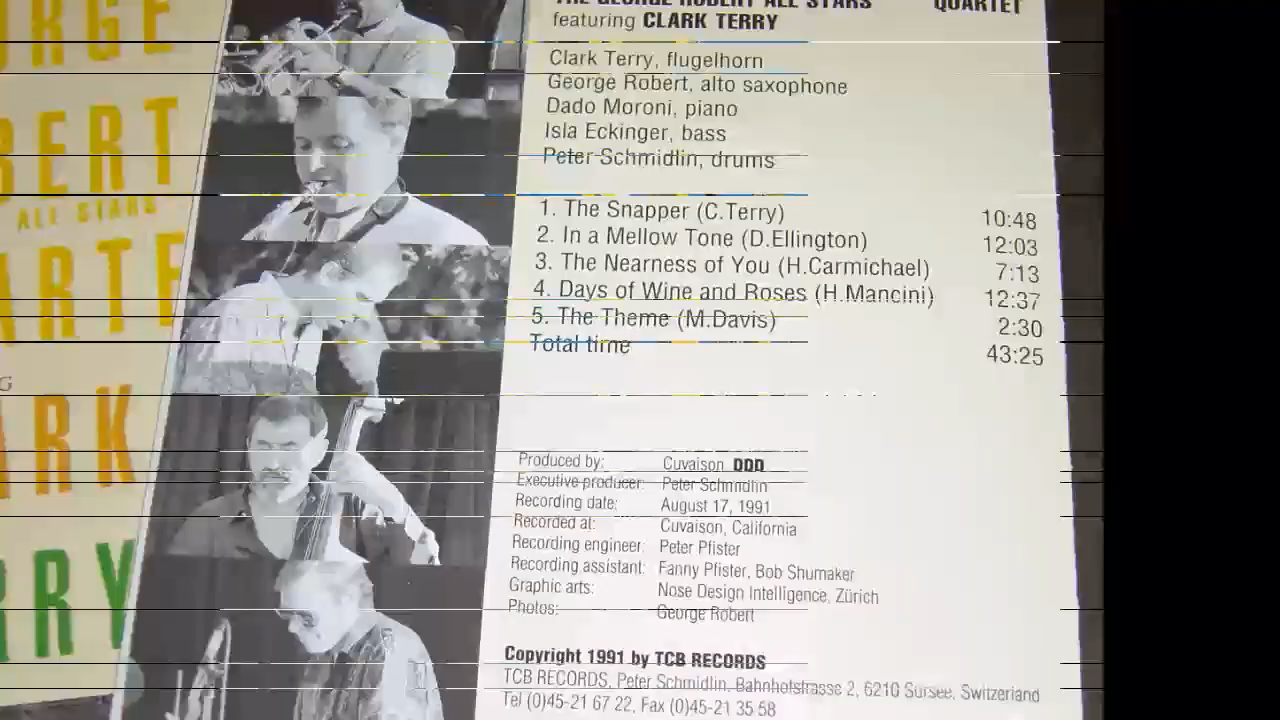 RGE
BERT
ALL STARS
ARTE
G
ARK
RRY
THE GEORGE ROBERT ALL STARS QUARTET
featuring CLARK TERRY
Clark Terry, flugelhorn
George Robert, alto saxophone
Dado Moroni, piano
Isla Eckinger, bass
Peter Schmidlin, drums
1. The Snapper (C.Terry) 10:48
2. In a Mellow Tone (D.Ellington) 12:03
3. The Nearness of You (H.Carmichael) 7:13
4. Days of Wine and Roses (H.Mancini) 12:37
5. The Theme (M.Davis) 2:30
Total time 43:25
Produced by: Cuvaison DDD
Executive producer: Peter Schmidlin
Recording date: August 17, 1991
Recorded at: Cuvaison, California
Recording engineer: Peter Pfister
Recording assistant: Fanny Pfister, Bob Shumaker
Graphic arts: Nose Design Intelligence, Zürich
Photos: George Robert
Copyright 1991 by TCB RECORDS
TCB RECORDS, Peter Schmidlin, Bahnhofstrasse 2, 6210 Sursee, Switzerland
Tel (0)45-21 67 22, Fax (0)45-21 35 58